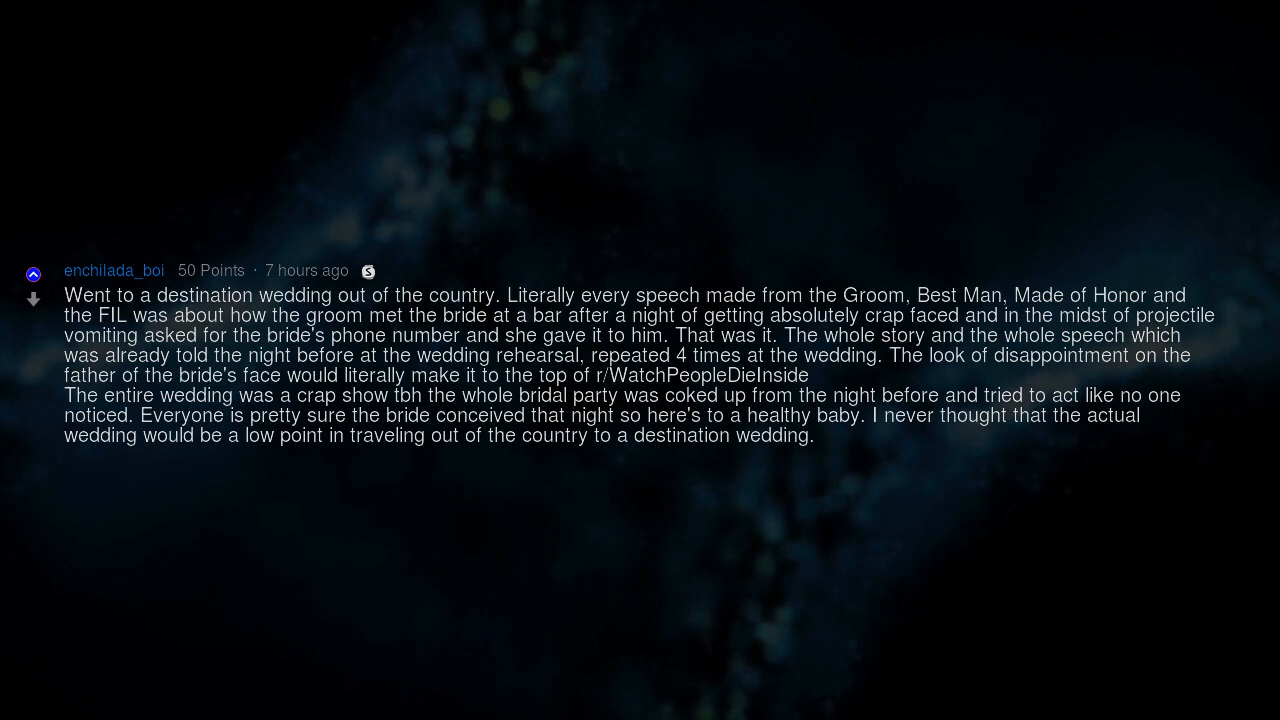 enchilada_boi 50 Points · 7 hours ago S
Went to a destination wedding out of the country. Literally every speech made from the Groom, Best Man, Made of Honor and
the FIL was about how the groom met the bride at a bar after a night of getting absolutely crap faced and in the midst of projectile
vomiting asked for the bride's phone number and she gave it to him. That was it. The whole story and the whole speech which
was already told the night before at the wedding rehearsal, repeated 4 times at the wedding. The look of disappointment on the
father of the bride's face would literally make it to the top of r/WatchPeopleDieInside
The entire wedding was a crap show tbh the whole bridal party was coked up from the night before and tried to act like no one
noticed. Everyone is pretty sure the bride conceived that night so here's to a healthy baby. I never thought that the actual
wedding would be a low point in traveling out of the country to a destination wedding.